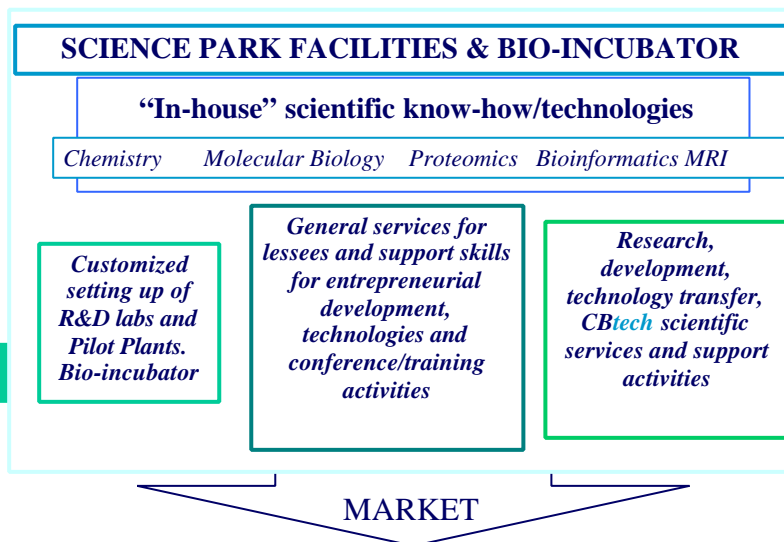 SCIENCE PARK FACILITIES & BIO-INCUBATOR
“In-house” scientific know-how/technologies
Chemistry Molecular Biology Proteomics Bioinformatics MRI
Customized
setting up of
R&D labs and
Pilot Plants.
Bio-incubator
General services for
lessees and support skills
for entrepreneurial
development,
technologies and
conference/training
activities
Research,
development,
technology transfer,
CBtech scientific
services and support
activities
MARKET